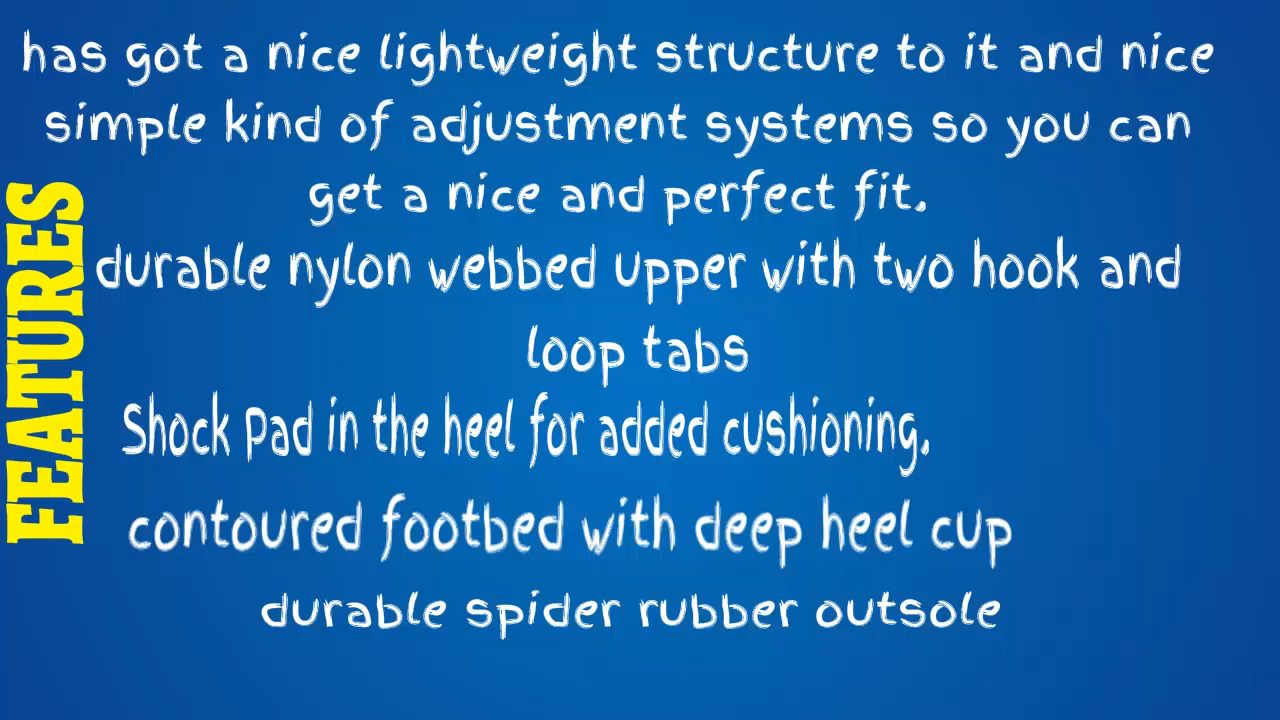 has got a nice lightweight structure to it and nice
simple kind of adjustment systems so you can
get a nice and perfect fit.
FEATURES
durable nylon webbed upper with two hook and
loop tabs
Shock Pad in the heel for added cushioning.
contoured footbed with deep heel cup
durable spider rubber outsole